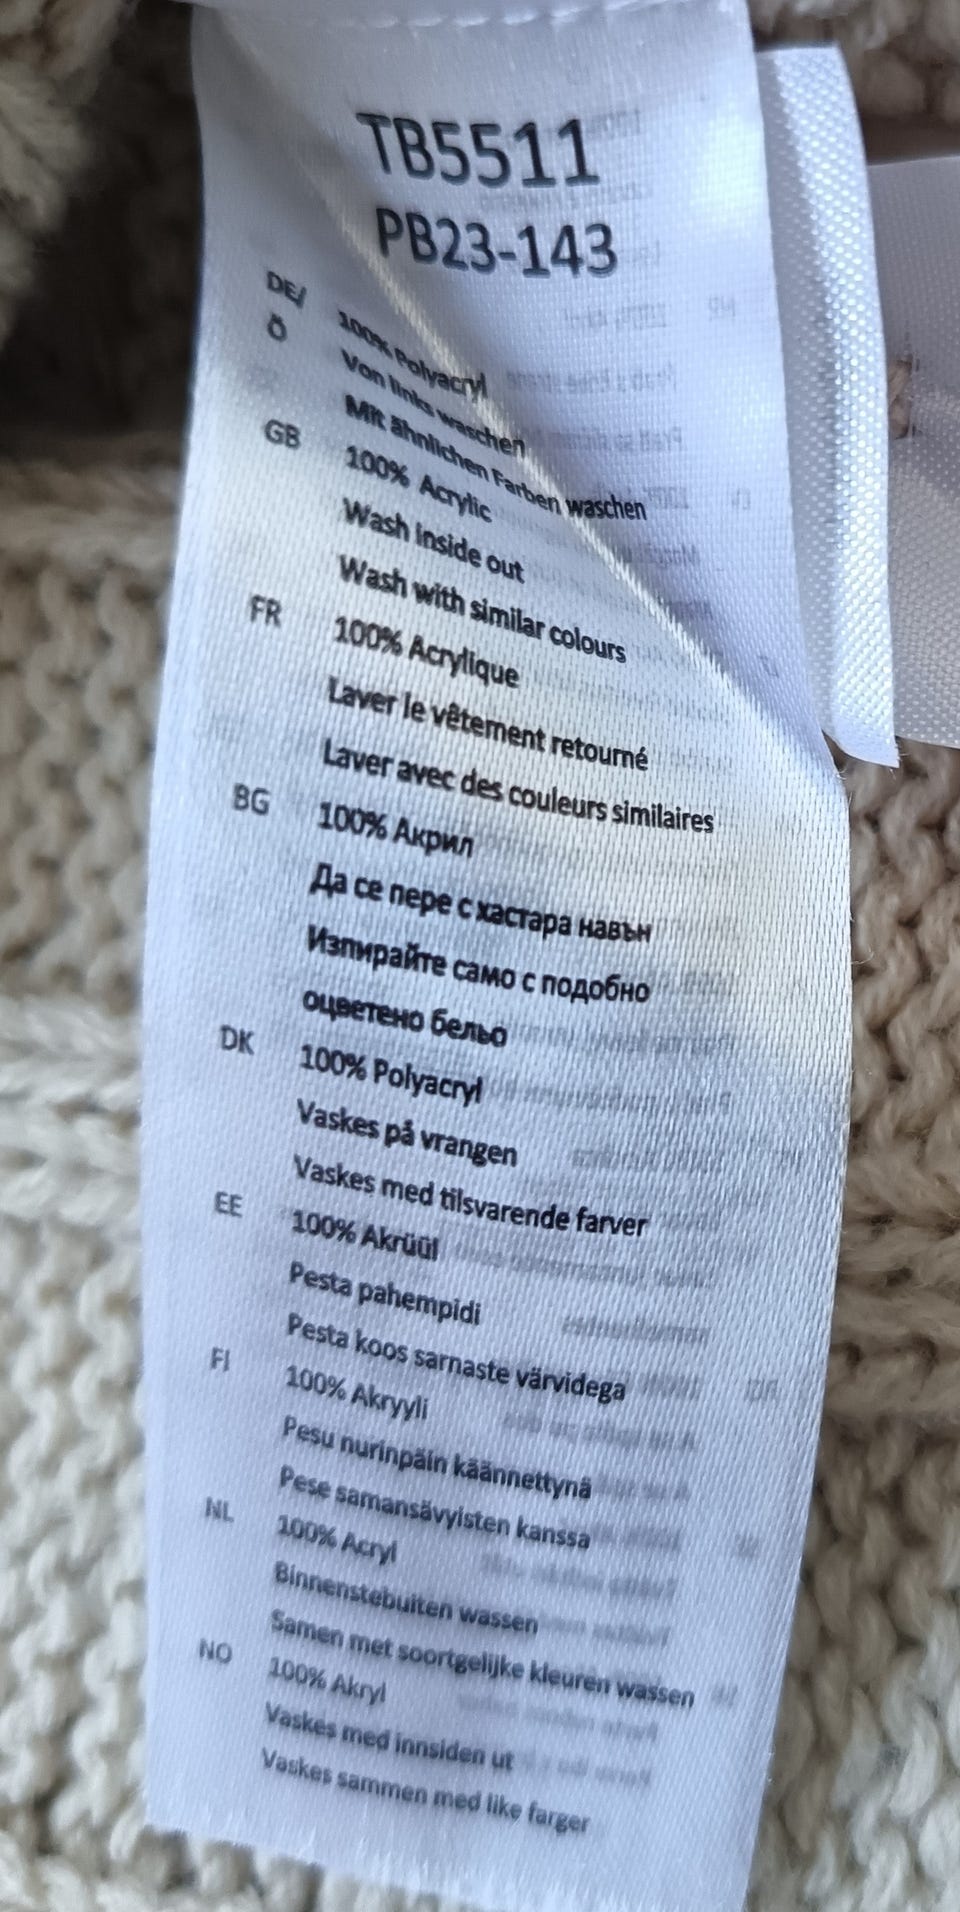 TB5511
PB23-143
DE/ 100% Polyacryl
Ö Von links waschen
Mit ähnlichen Farben waschen
GB 100% Acrylic
Wash inside out
Wash with similar colours
FR 100% Acrylique
Laver le vêtement retourné
Laver avec des couleurs similaires
BG 100% Акрил
Да се пере с хастара навън
Изпирайте само с подобно
оцветено бельо
DK 100% Polyacryl
Vaskes på vrangen
Vaskes med tilsvarende farver
EE 100% Akrüül
Pesta pahempidi
Pesta koos sarnaste värvidega
FI 100% Akryyli
Pesu nurinpäin käännettynä
Pese samansävyisten kanssa
NL 100% Acryl
Binnenstebuiten wassen
Samen met soortgelijke kleuren wassen
NO 100% Akryl
Vaskes med innsiden ut
Vaskes sammen med like farger